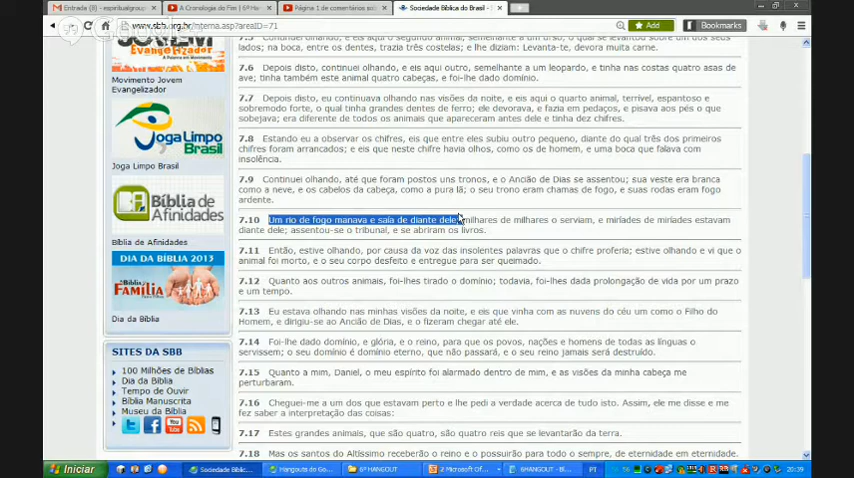 Entrada (9) - espiritualgroup
A Cronologia do Fim | 6º H
Página 1 de comentários sob
Sociedade Bíblica do Brasil
www.sbb.org.br/interna.asp?areaID=71
Add
Bookmarks
JOVEM
Evangelizador
Movimento Jovem
Evangelizador
Joga Limpo
Brasil
Joga Limpo Brasil
Bíblia de
Afinidades
Bíblia de Afinidades
DIA DA BÍBLIA 2013
Bíblia
FAMÍLIA
Dia da Bíblia
SITES DA SBB
100 Milhões de Bíblias
Dia da Bíblia
Tempo de Ouvir
Bíblia Manuscrita
Museu da Bíblia
7.5 Continuei olhando, e eis aqui o segundo animal, semelhante a um urso, o qual se levantou sobre um dos seus
lados; na boca, entre os dentes, trazia três costelas; e lhe diziam: Levanta-te, devora muita carne.
7.6 Depois disto, continuei olhando, e eis aqui outro, semelhante a um leopardo, e tinha nas costas quatro asas de
ave; tinha também este animal quatro cabeças, e foi-lhe dado domínio.
7.7 Depois disto, eu continuava olhando nas visões da noite, e eis aqui o quarto animal, terrível, espantoso e
sobremodo forte, o qual tinha grandes dentes de ferro; ele devorava, e fazia em pedaços, e pisava aos pés o que
sobejava; era diferente de todos os animais que apareceram antes dele e tinha dez chifres.
7.8 Estando eu a observar os chifres, eis que entre eles subiu outro pequeno, diante do qual três dos primeiros
chifres foram arrancados; e eis que neste chifre havia olhos, como os de homem, e uma boca que falava com
insolência.
7.9 Continuei olhando, até que foram postos uns tronos, e o Ancião de Dias se assentou; sua veste era branca
como a neve, e os cabelos da cabeça, como a pura lã; o seu trono eram chamas de fogo, e suas rodas eram fogo
ardente.
7.10 Um rio de fogo manava e saía de diante dele; milhares de milhares o serviam, e miríades de miríades estavam
diante dele; assentou-se o tribunal, e se abriram os livros.
7.11 Então, estive olhando, por causa da voz das insolentes palavras que o chifre proferia; estive olhando e vi que o
animal foi morto, e o seu corpo desfeito e entregue para ser queimado.
7.12 Quanto aos outros animais, foi-lhes tirado o domínio; todavia, foi-lhes dada prolongação de vida por um prazo
e um tempo.
7.13 Eu estava olhando nas minhas visões da noite, e eis que vinha com as nuvens do céu um como o Filho do
Homem, e dirigiu-se ao Ancião de Dias, e o fizeram chegar até ele.
7.14 Foi-lhe dado domínio, e glória, e o reino, para que os povos, nações e homens de todas as línguas o
servissem; o seu domínio é domínio eterno, que não passará, e o seu reino jamais será destruído.
7.15 Quanto a mim, Daniel, o meu espírito foi alarmado dentro de mim, e as visões da minha cabeça me
perturbaram.
7.16 Cheguei-me a um dos que estavam perto e lhe pedi a verdade acerca de tudo isto. Assim, ele me disse e me
fez saber a interpretação das coisas:
7.17 Estes grandes animais, que são quatro, são quatro reis que se levantarão da terra.
7.18 Mas os santos do Altíssimo receberão o reino e o possuirão para todo o sempre, de eternidade em eternidade.
Iniciar
Sociedade Bíblic...
Hangouts do Go...
6º HANGOUT
2 Microsoft Of...
6HANGOUT - Bl...
PT
20:39